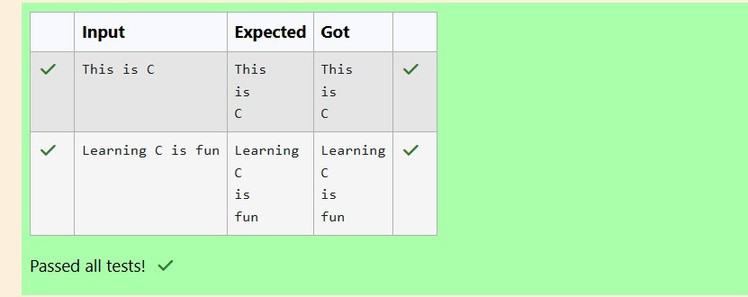 Input Expected Got
This is C This This
is is
C C
Learning C is fun Learning Learning
C C
is is
fun fun
Passed all tests!